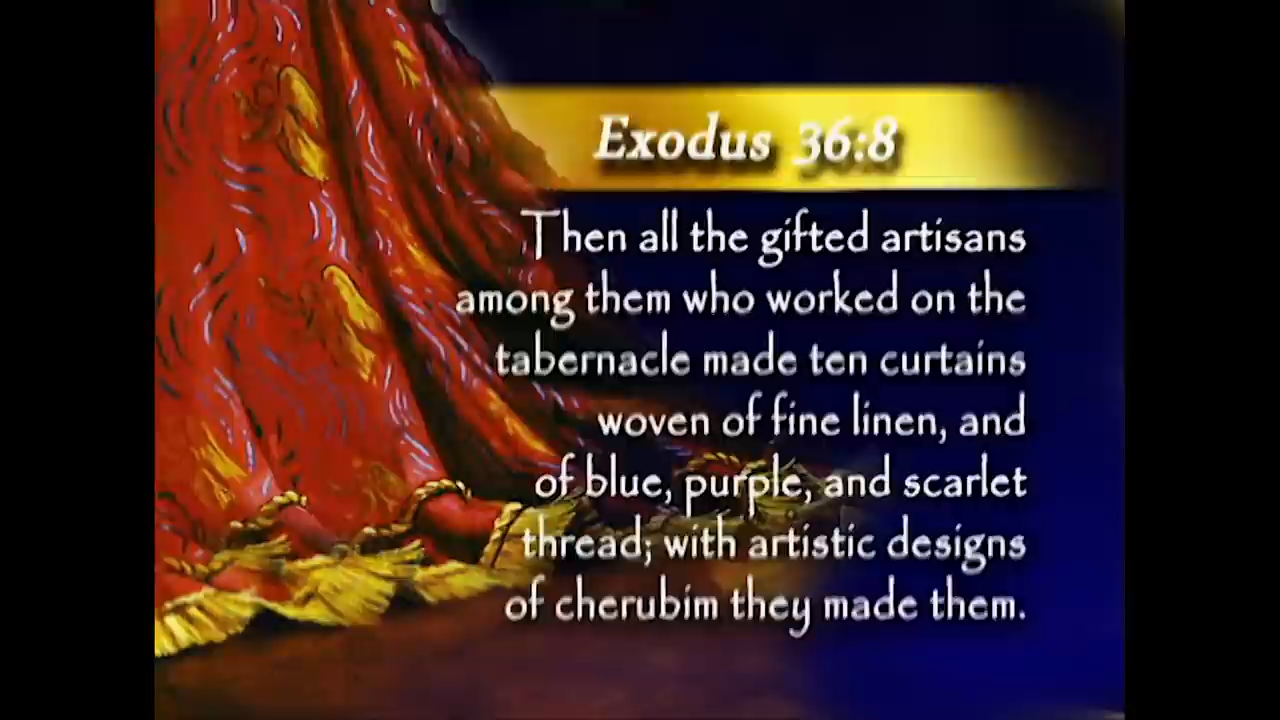 Exodus 36:8
Then all the gifted artisans
among them who worked on the
tabernacle made ten curtains
woven of fine linen, and
of blue, purple, and scarlet
thread; with artistic designs
of cherubim they made them.